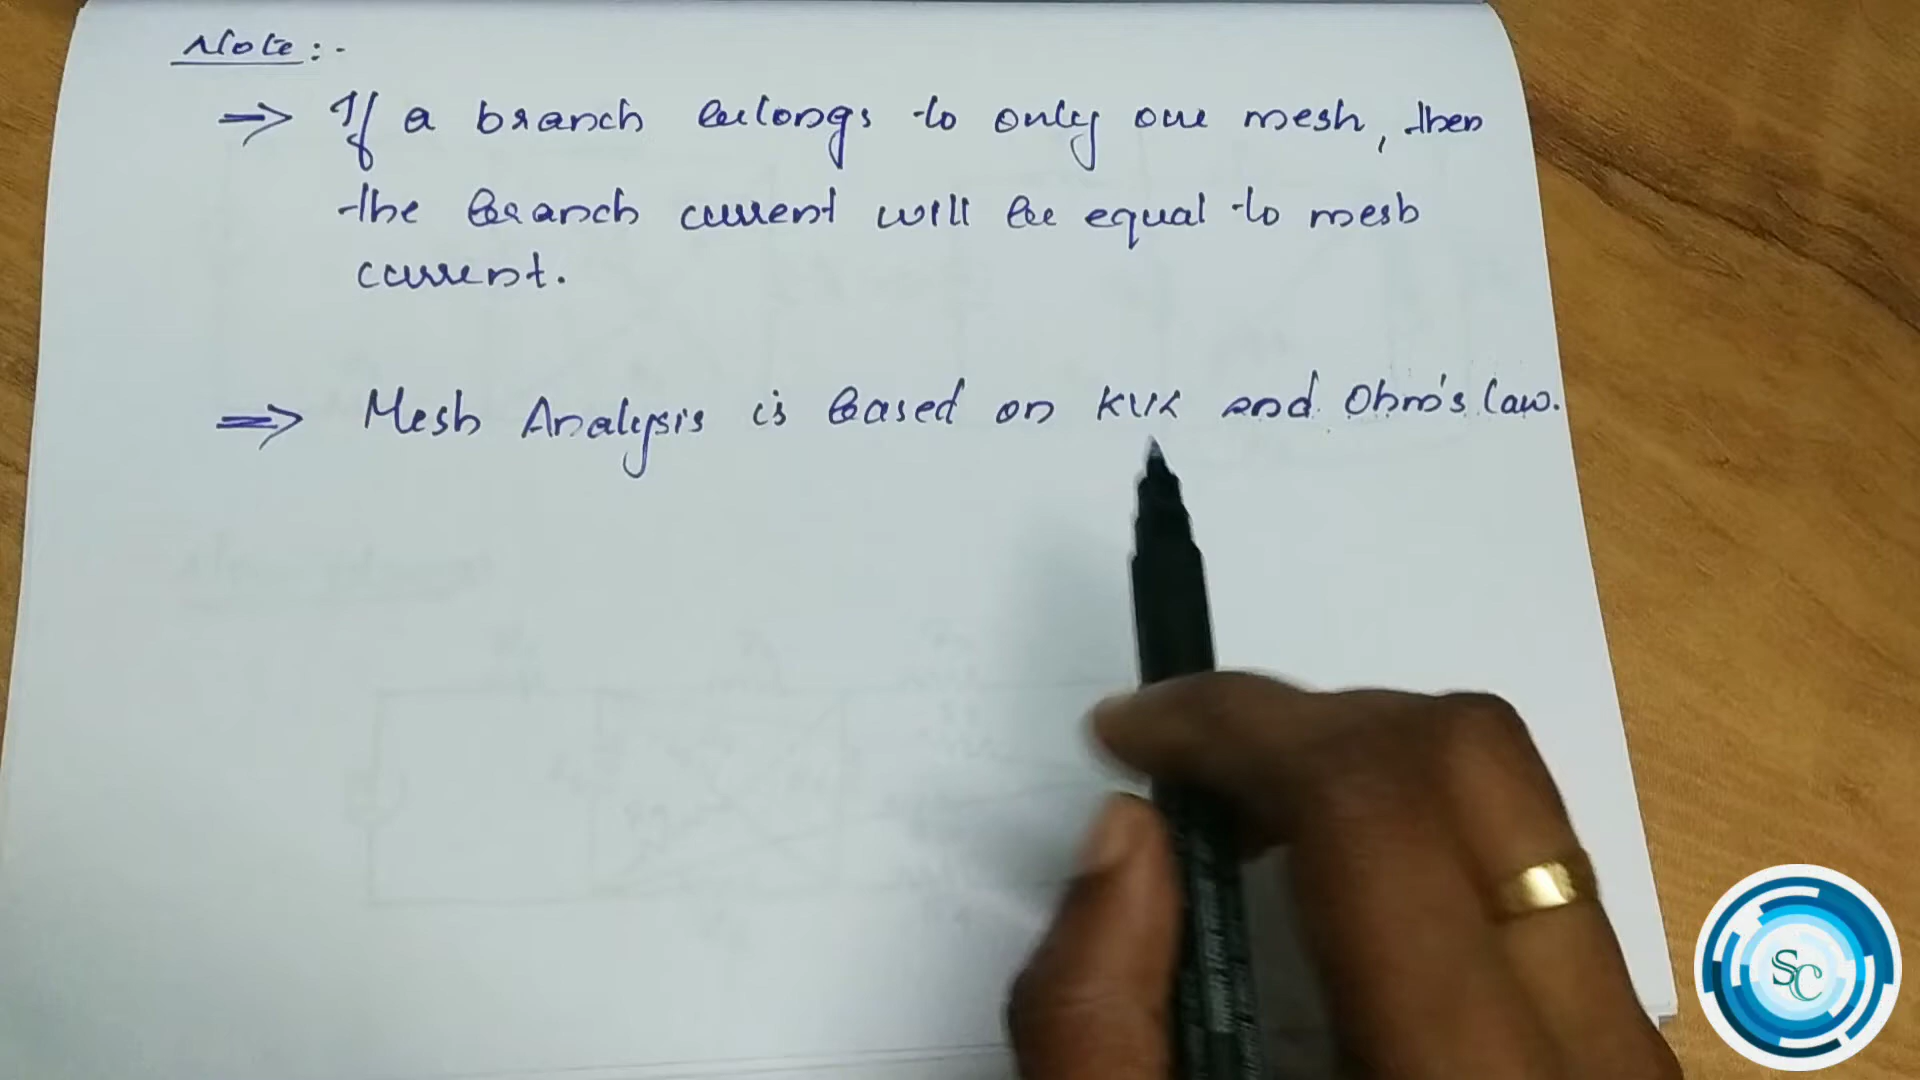 Note :-
⇒ If a branch belongs to only one mesh, then
the branch current will be equal to mesh
current.
⇒ Mesh Analysis is based on KVL and Ohm's law.
SC